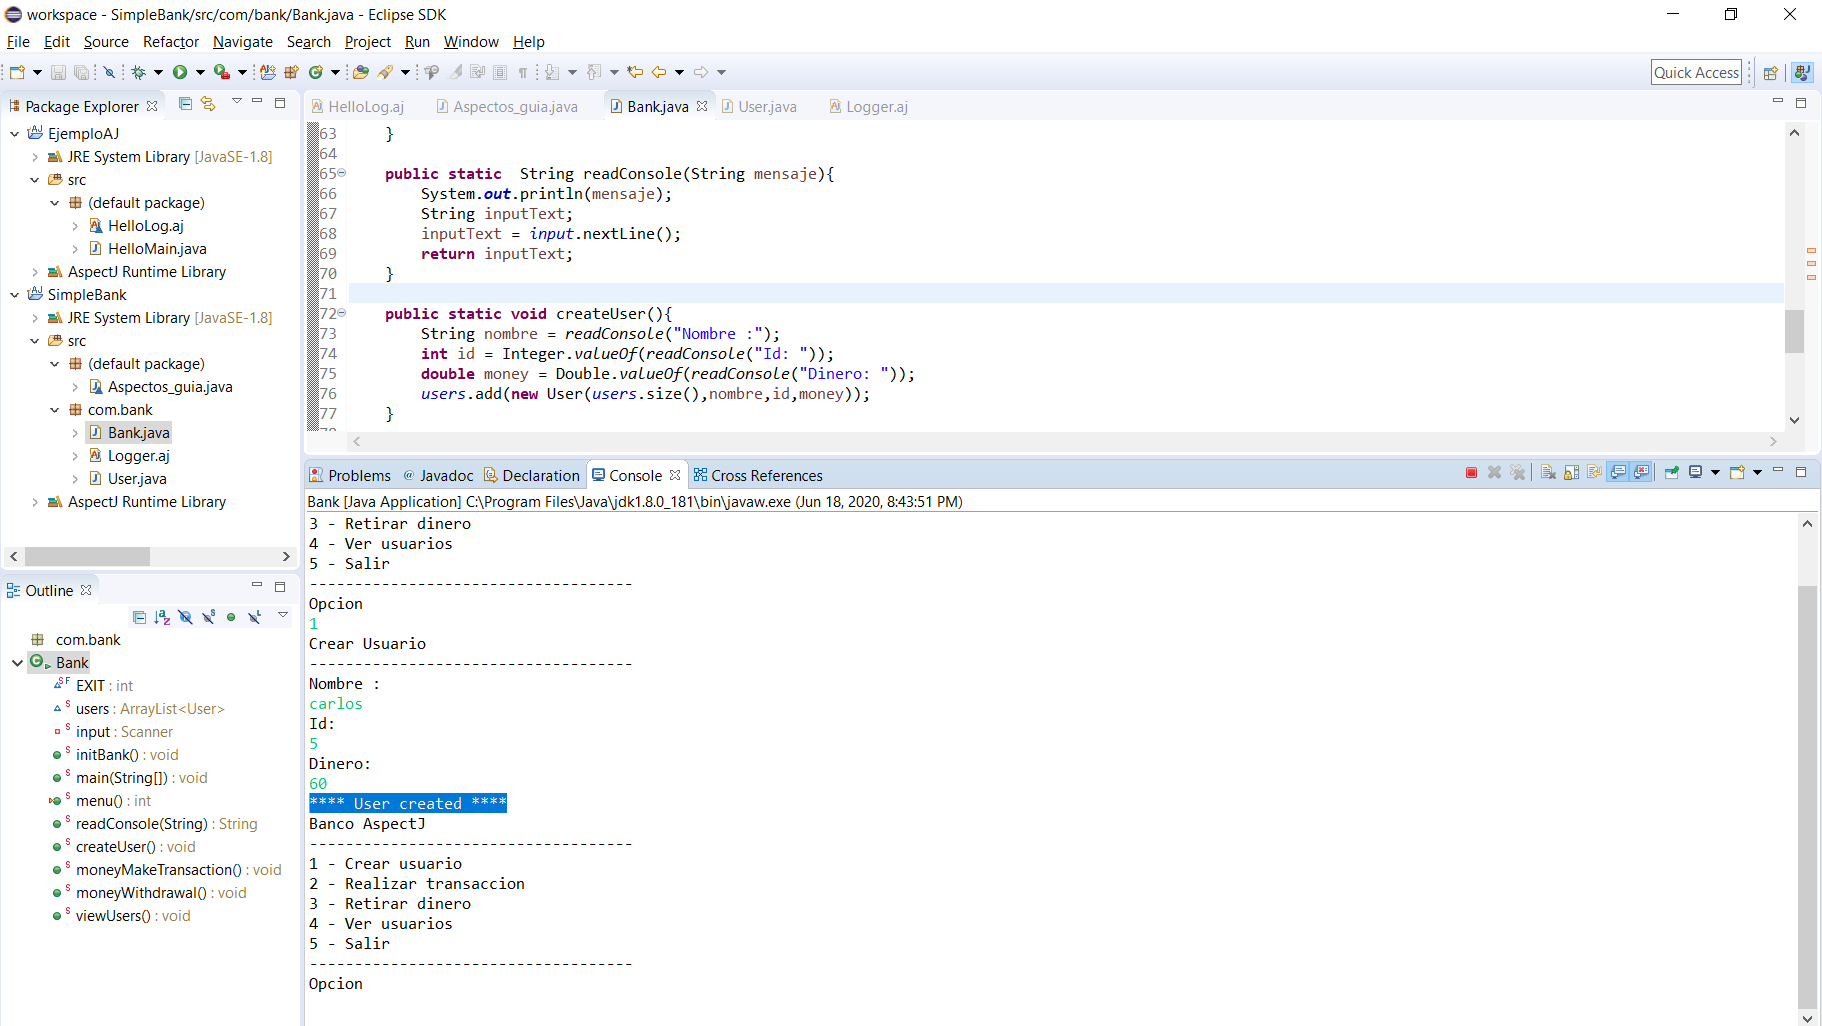 workspace - SimpleBank/src/com/bank/Bank.java - Eclipse SDK
File Edit Source Refactor Navigate Search Project Run Window Help
Quick Access
Package Explorer
EjemploAJ
JRE System Library [JavaSE-1.8]
src
(default package)
HelloLog.aj
HelloMain.java
AspectJ Runtime Library
SimpleBank
JRE System Library [JavaSE-1.8]
src
(default package)
Aspectos_guia.java
com.bank
Bank.java
Logger.aj
User.java
AspectJ Runtime Library
Outline
com.bank
Bank
EXIT : int
users : ArrayList<User>
input : Scanner
initBank() : void
main(String[]) : void
menu() : int
readConsole(String) : String
createUser() : void
moneyMakeTransaction() : void
moneyWithdrawal() : void
viewUsers() : void
HelloLog.aj Aspectos_guia.java Bank.java User.java Logger.aj
63 }
64
65 public static String readConsole(String mensaje){
66 System.out.println(mensaje);
67 String inputText;
68 inputText = input.nextLine();
69 return inputText;
70 }
71
72 public static void createUser(){
73 String nombre = readConsole("Nombre :");
74 int id = Integer.valueOf(readConsole("Id: "));
75 double money = Double.valueOf(readConsole("Dinero: "));
76 users.add(new User(users.size(),nombre,id,money));
77 }
Problems Javadoc Declaration Console Cross References
Bank [Java Application] C:\Program Files\Java\jdk1.8.0_181\bin\javaw.exe (Jun 18, 2020, 8:43:51 PM)
3 - Retirar dinero
4 - Ver usuarios
5 - Salir
------------------------------------
Opcion
1
Crear Usuario
------------------------------------
Nombre :
carlos
Id:
5
Dinero:
60
**** User created ****
Banco AspectJ
------------------------------------
1 - Crear usuario
2 - Realizar transaccion
3 - Retirar dinero
4 - Ver usuarios
5 - Salir
------------------------------------
Opcion